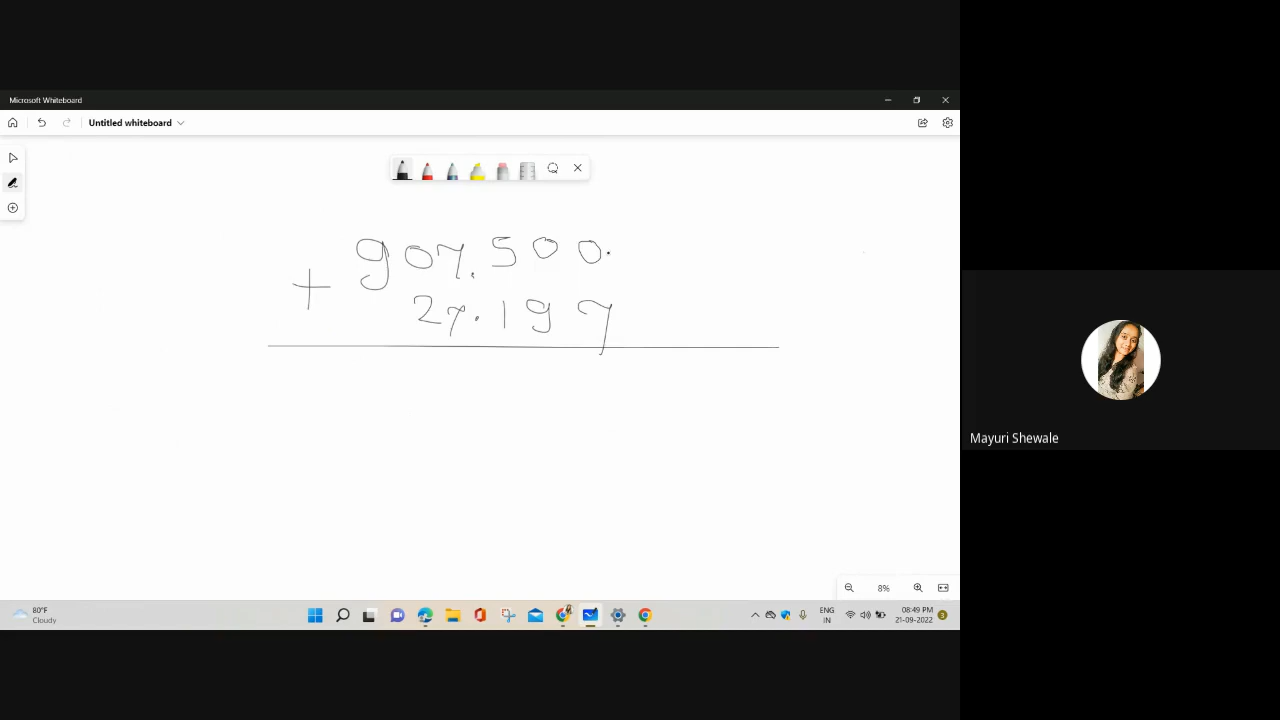 Microsoft Whiteboard
Untitled whiteboard
907.500.
+ 27.197
Mayuri Shewale
8%
80°F
Cloudy
ENG
IN
08:49 PM
21-09-2022
3